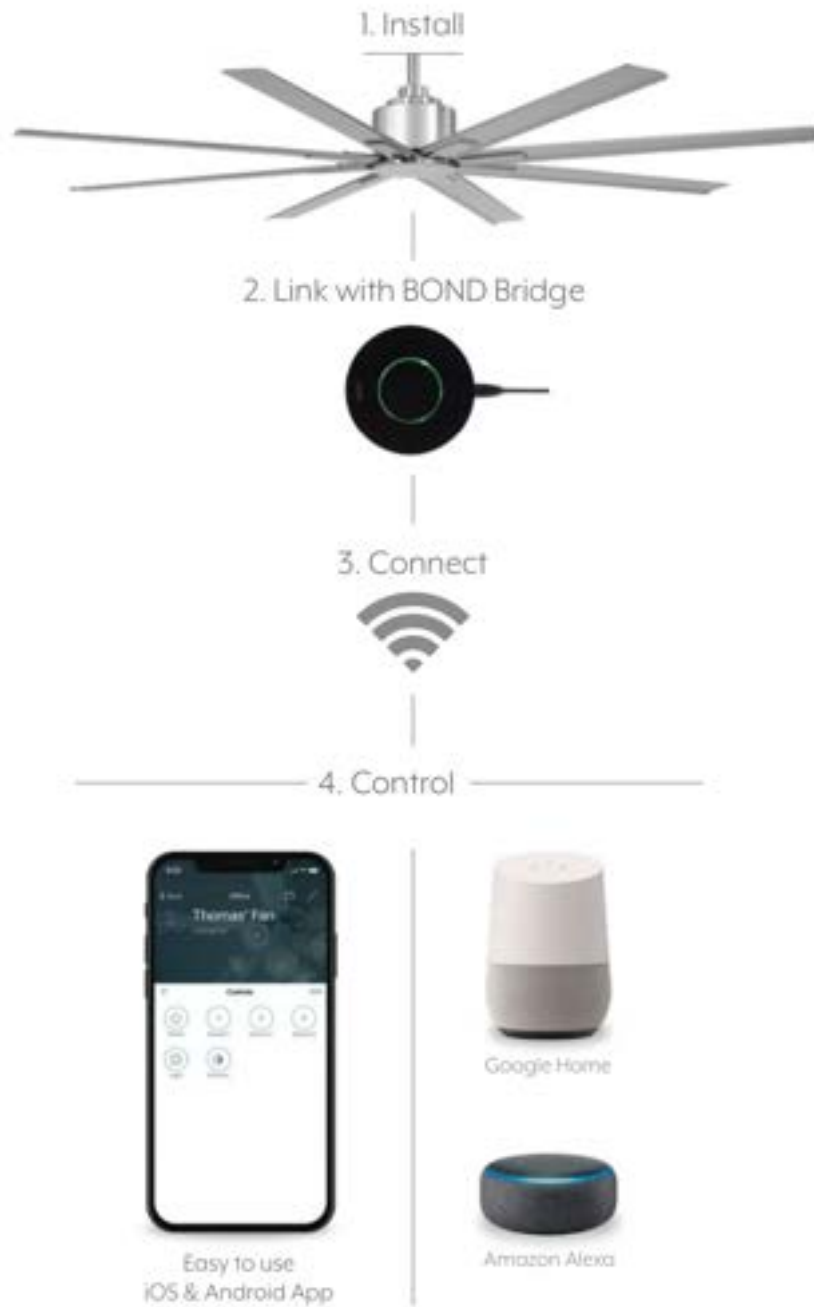 1. Install
2. Link with BOND Bridge
3. Connect
4. Control
Thomas' Fan
Controls
Easy to use
iOS & Android App
Google Home
Amazon Alexa